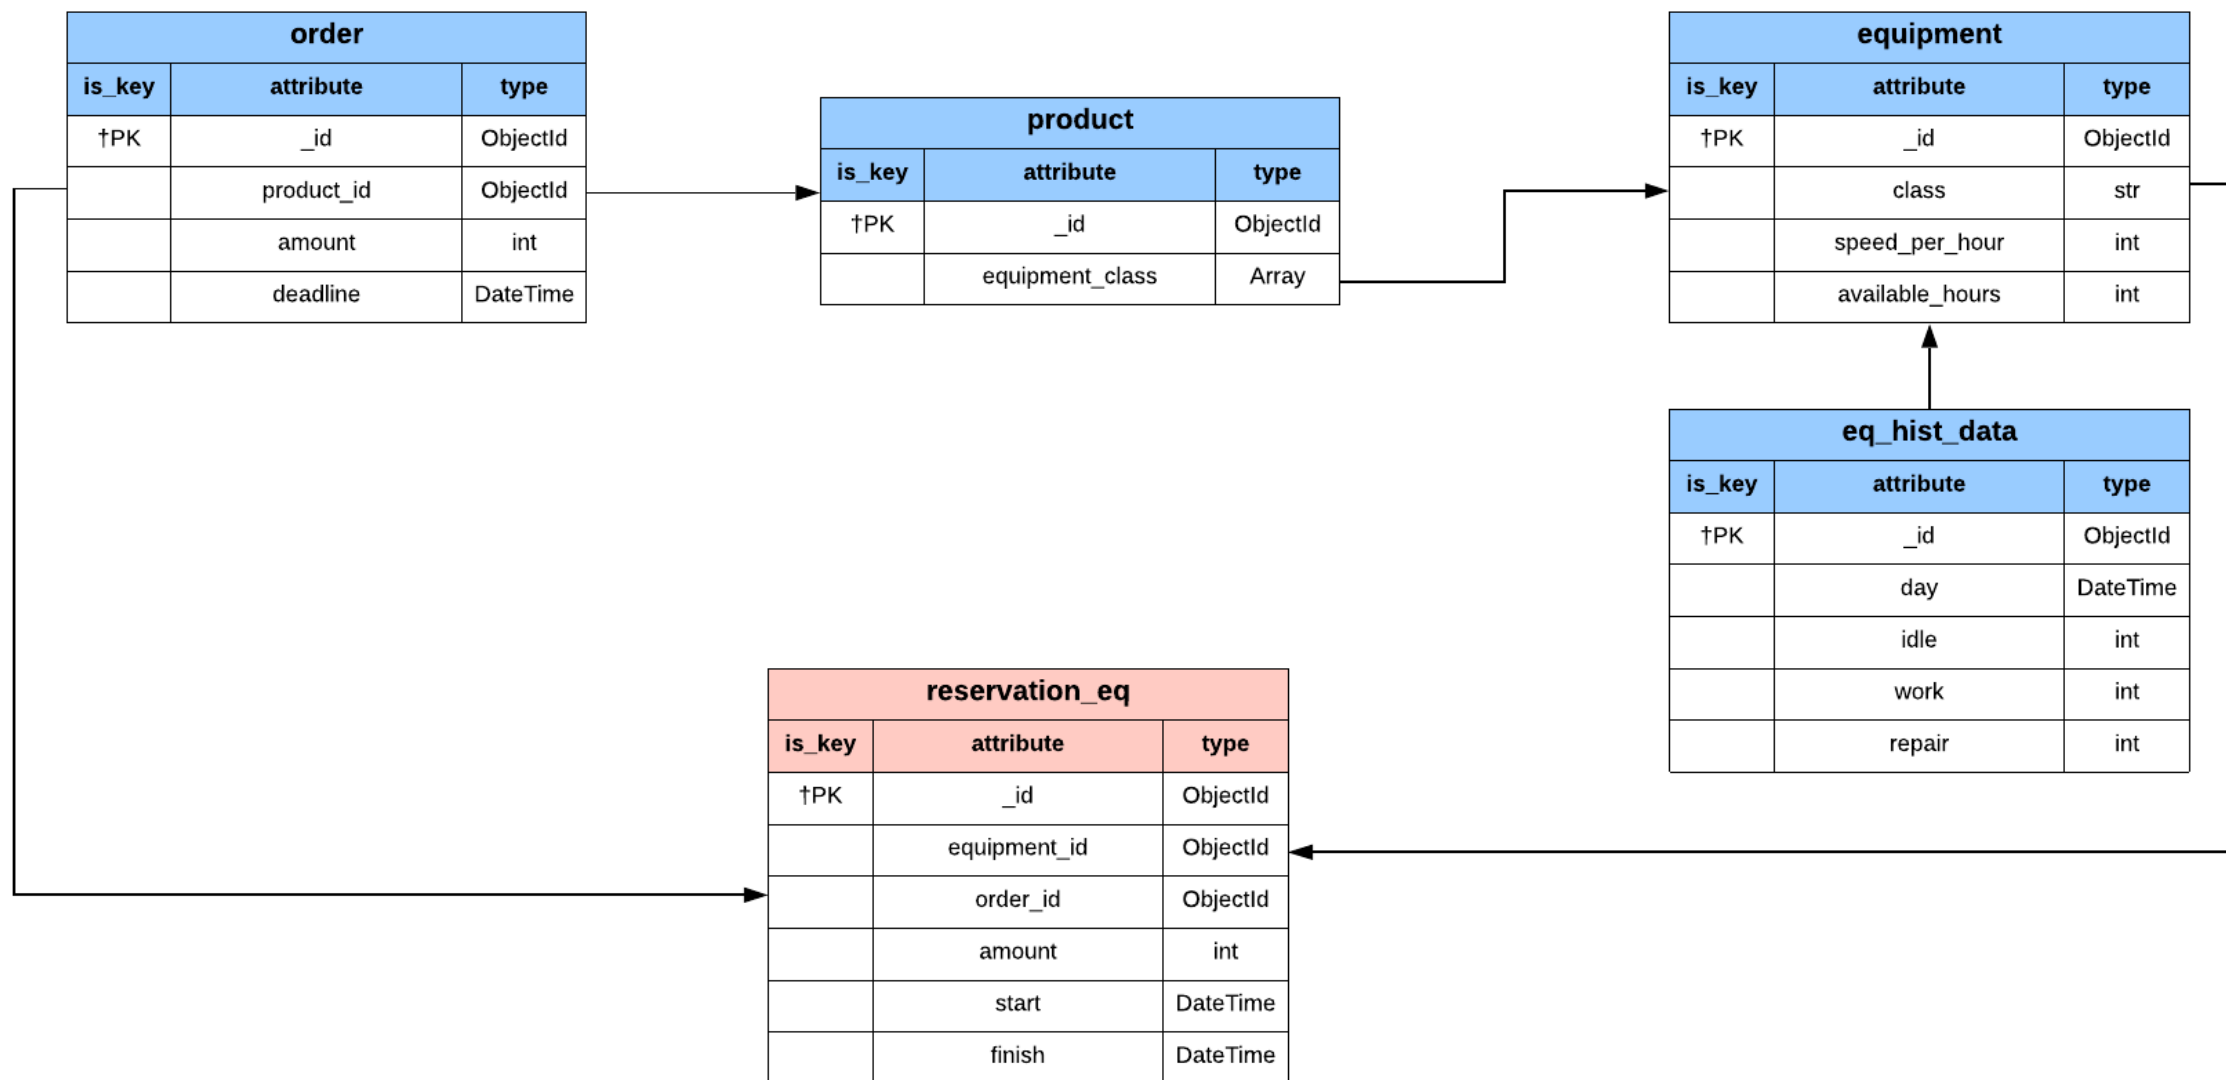 order
is_key attribute type
†PK _id ObjectId
product_id ObjectId
amount int
deadline DateTime
product
is_key attribute type
†PK _id ObjectId
equipment_class Array
equipment
is_key attribute type
†PK _id ObjectId
class str
speed_per_hour int
available_hours int
eq_hist_data
is_key attribute type
†PK _id ObjectId
day DateTime
idle int
work int
repair int
reservation_eq
is_key attribute type
†PK _id ObjectId
equipment_id ObjectId
order_id ObjectId
amount int
start DateTime
finish DateTime